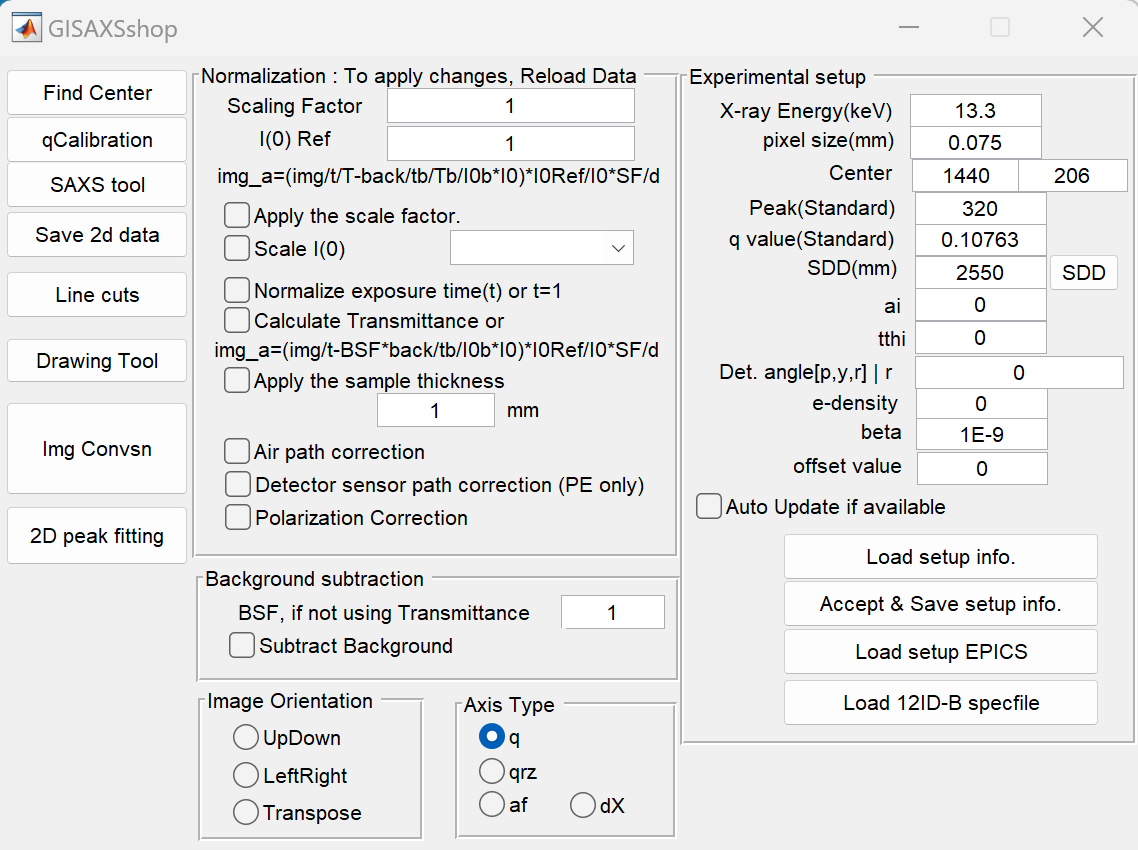 GISAXSshop
Find Center
qCalibration
SAXS tool
Save 2d data
Line cuts
Drawing Tool
Img Convsn
2D peak fitting
Normalization : To apply changes, Reload Data
Scaling Factor 1
I(0) Ref 1
img_a=(img/t/T-back/tb/Tb/I0b*I0)*I0Ref/I0*SF/d
Apply the scale factor.
Scale I(0)
Normalize exposure time(t) or t=1
Calculate Transmittance or
img_a=(img/t-BSF*back/tb/I0b*I0)*I0Ref/I0*SF/d
Apply the sample thickness
1 mm
Air path correction
Detector sensor path correction (PE only)
Polarization Correction
Background subtraction
BSF, if not using Transmittance 1
Subtract Background
Image Orientation
UpDown
LeftRight
Transpose
Axis Type
q
qrz
af dX
Experimental setup
X-ray Energy(keV) 13.3
pixel size(mm) 0.075
Center 1440 206
Peak(Standard) 320
q value(Standard) 0.10763
SDD(mm) 2550 SDD
ai 0
tthi 0
Det. angle[p,y,r] | r 0
e-density 0
beta 1E-9
offset value 0
Auto Update if available
Load setup info.
Accept & Save setup info.
Load setup EPICS
Load 12ID-B specfile